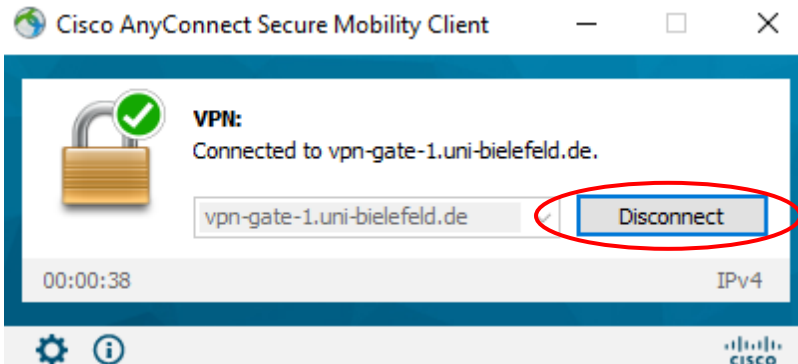 Cisco AnyConnect Secure Mobility Client
VPN:
Connected to vpn-gate-1.uni-bielefeld.de.
vpn-gate-1.uni-bielefeld.de
Disconnect
00:00:38
IPv4
CISCO